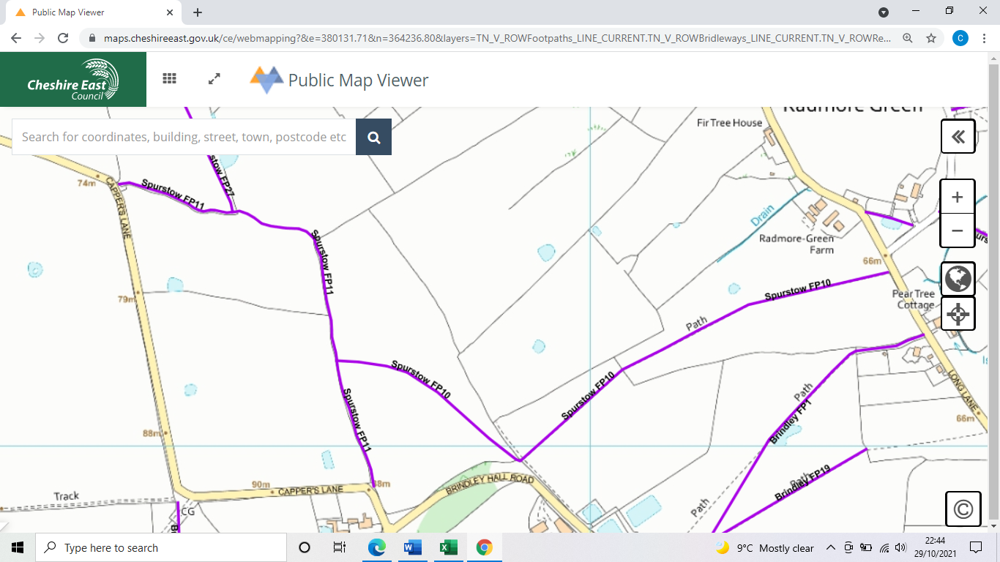 Public Map Viewer
maps.cheshireeast.gov.uk/ce/webmapping?&e=380131.71&n=364236.80&layers=TN_V_ROWFootpaths_LINE_CURRENT.TN_V_ROWBridleways_LINE_CURRENT.TN_V_ROWRe...
C
Cheshire East
Council
Public Map Viewer
Radmore Green
Fir Tree House
Search for coordinates, building, street, town, postcode etc
74m
CAPPER'S LANE
Spurstow FP11
stow FP27
Drain
Radmore-Green
Farm
66m
Spurstow FP11
79m
Spurstow FP10
Pear Tree
Cottage
Path
Spurstow FP10
Spurstow FP10
Spurstow FP11
Path
Brindley FP1
LONG LANE
66m
88m
90m
CAPPER'S LANE
88m
BRINDLEY HALL ROAD
Path
Brindley FP19
Path
Track
CG
©
Type here to search
9°C Mostly clear
22:44
29/10/2021